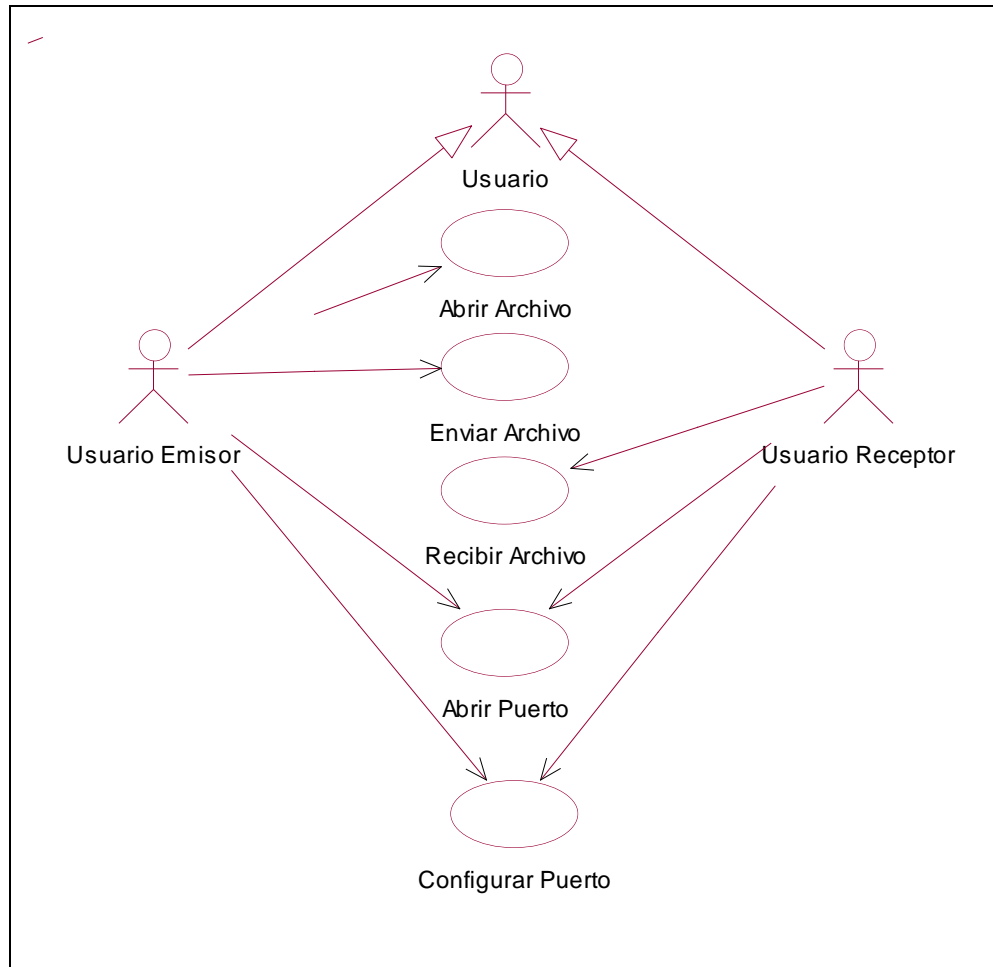 Usuario
Abrir Archivo
Enviar Archivo
Usuario Emisor
Usuario Receptor
Recibir Archivo
Abrir Puerto
Configurar Puerto